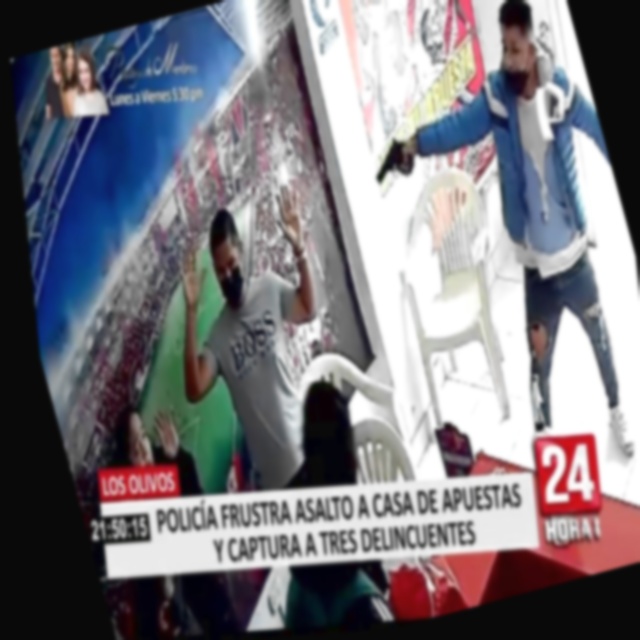 Lunes a Viernes 5:30 pm
BOSS
LOS OLIVOS
21:50:15
POLICÍA FRUSTRA ASALTO A CASA DE APUESTAS
Y CAPTURA A TRES DELINCUENTES
24
HORA